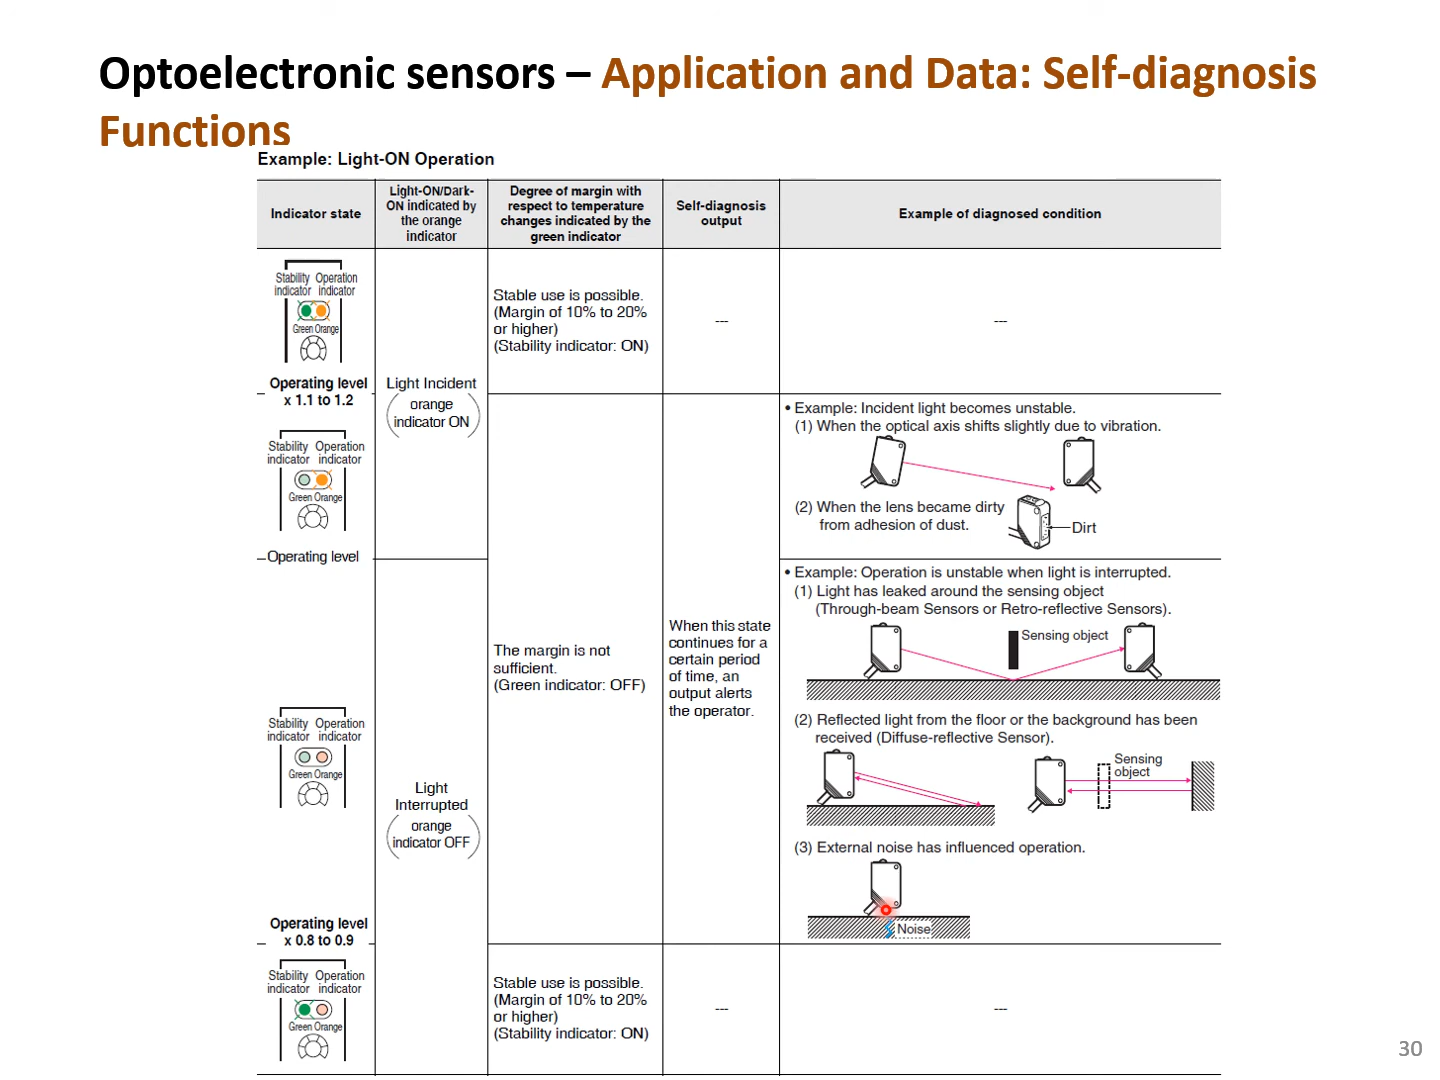 Optoelectronic sensors – Application and Data: Self-diagnosis
Functions
Example: Light-ON Operation
Indicator state
Light-ON/Dark-
ON indicated by
the orange
indicator
Degree of margin with
respect to temperature
changes indicated by the
green indicator
Self-diagnosis
output
Example of diagnosed condition
Stability Operation
indicator indicator
Green Orange
Stable use is possible.
(Margin of 10% to 20%
or higher)
(Stability indicator: ON)
---
---
Operating level
x 1.1 to 1.2
Light Incident
orange
indicator ON
Stability Operation
indicator indicator
Green Orange
• Example: Incident light becomes unstable.
(1) When the optical axis shifts slightly due to vibration.
(2) When the lens became dirty
from adhesion of dust.
Dirt
Operating level
The margin is not
sufficient.
(Green indicator: OFF)
When this state
continues for a
certain period
of time, an
output alerts
the operator.
• Example: Operation is unstable when light is interrupted.
(1) Light has leaked around the sensing object
(Through-beam Sensors or Retro-reflective Sensors).
Sensing object
Stability Operation
indicator indicator
Green Orange
Light
Interrupted
orange
indicator OFF
(2) Reflected light from the floor or the background has been
received (Diffuse-reflective Sensor).
Sensing
object
(3) External noise has influenced operation.
Noise
Operating level
x 0.8 to 0.9
Stability Operation
indicator indicator
Green Orange
Stable use is possible.
(Margin of 10% to 20%
or higher)
(Stability indicator: ON)
---
---
30